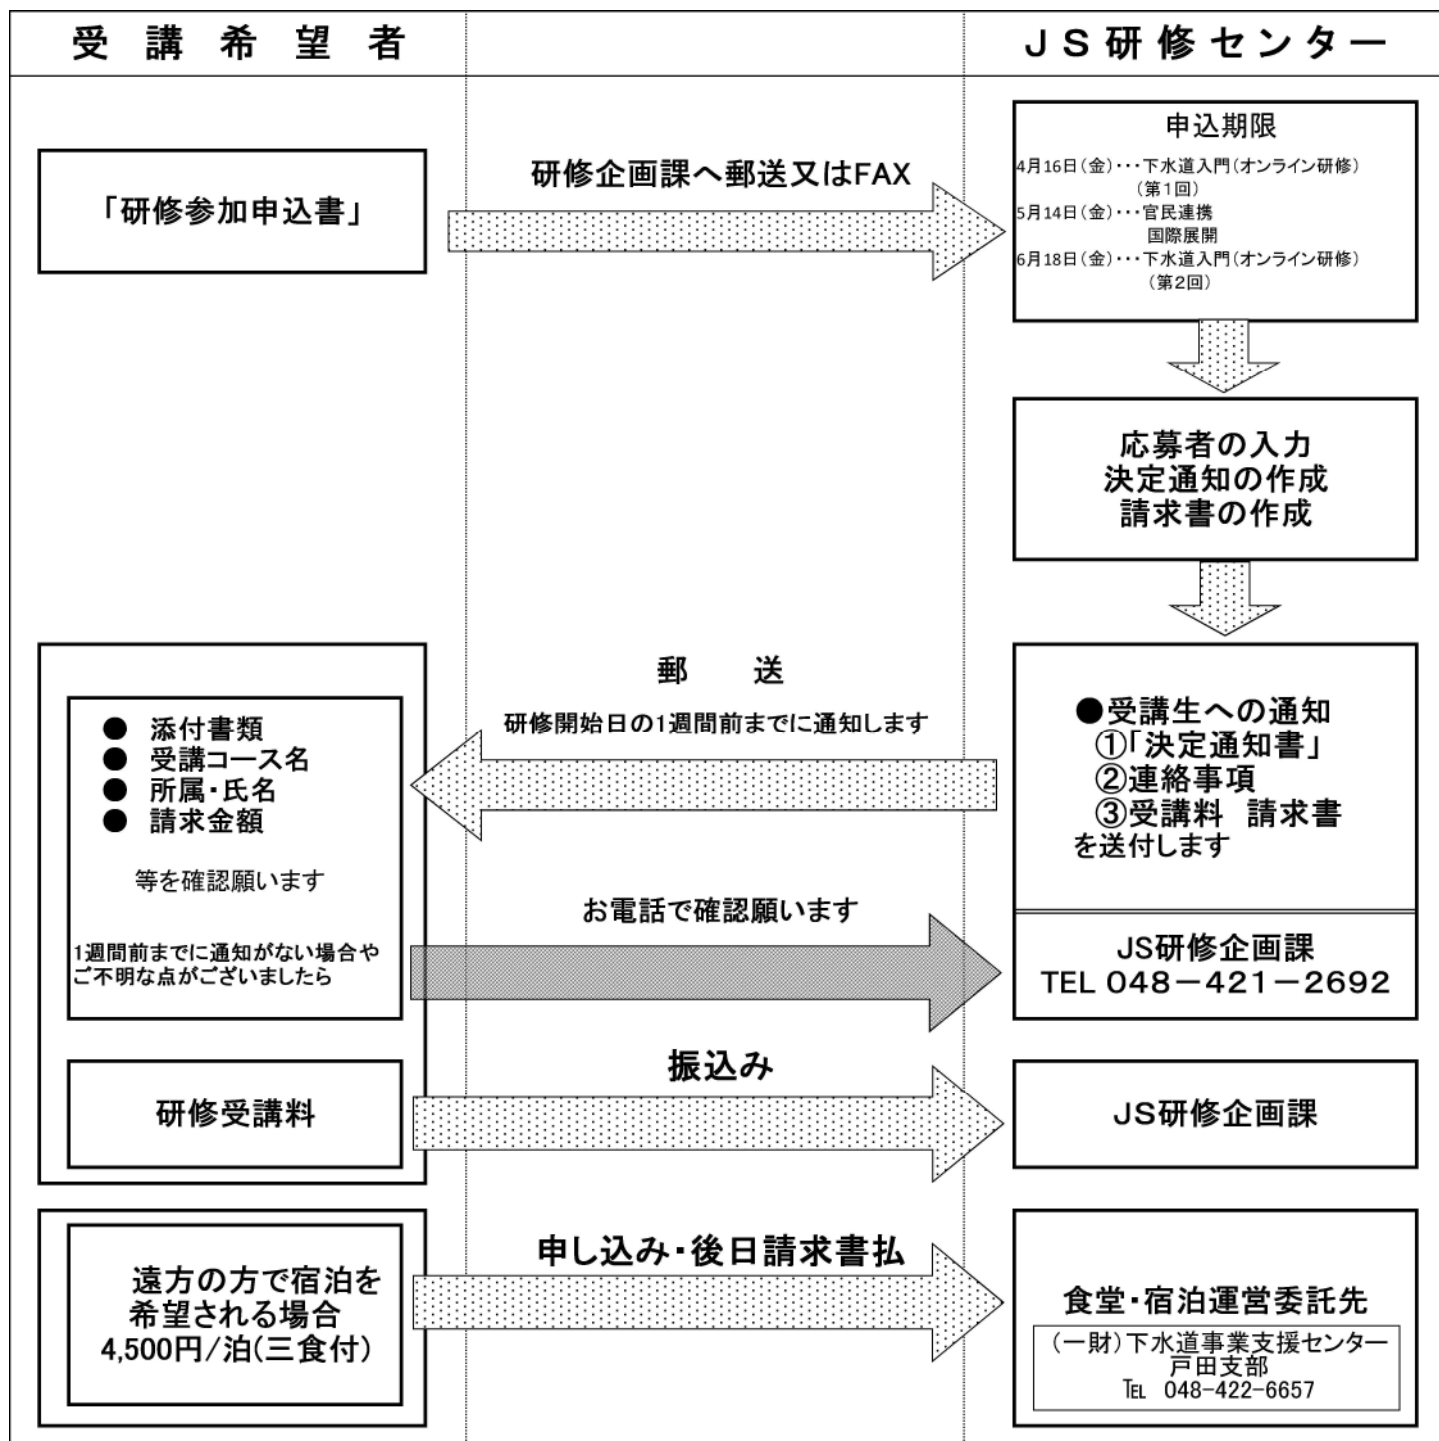 受講希望者
JS研修センター
申込期限
4月16日(金)・・・下水道入門(オンライン研修)
(第1回)
5月14日(金)・・・官民連携
国際展開
6月18日(金)・・・下水道入門(オンライン研修)
(第2回)
研修企画課へ郵送又はFAX
「研修参加申込書」
応募者の入力
決定通知の作成
請求書の作成
郵　送
研修開始日の1週間前までに通知します
● 添付書類
● 受講コース名
● 所属・氏名
● 請求金額
等を確認願います
1週間前までに通知がない場合や
ご不明な点がございましたら
●受講生への通知
①「決定通知書」
②連絡事項
③受講料　請求書
を送付します
お電話で確認願います
JS研修企画課
TEL 048-421-2692
振込み
研修受講料
JS研修企画課
申し込み・後日請求書払
遠方の方で宿泊を
希望される場合
4,500円/泊(三食付)
食堂・宿泊運営委託先
(一財)下水道事業支援センター
戸田支部
℡ 048-422-6657